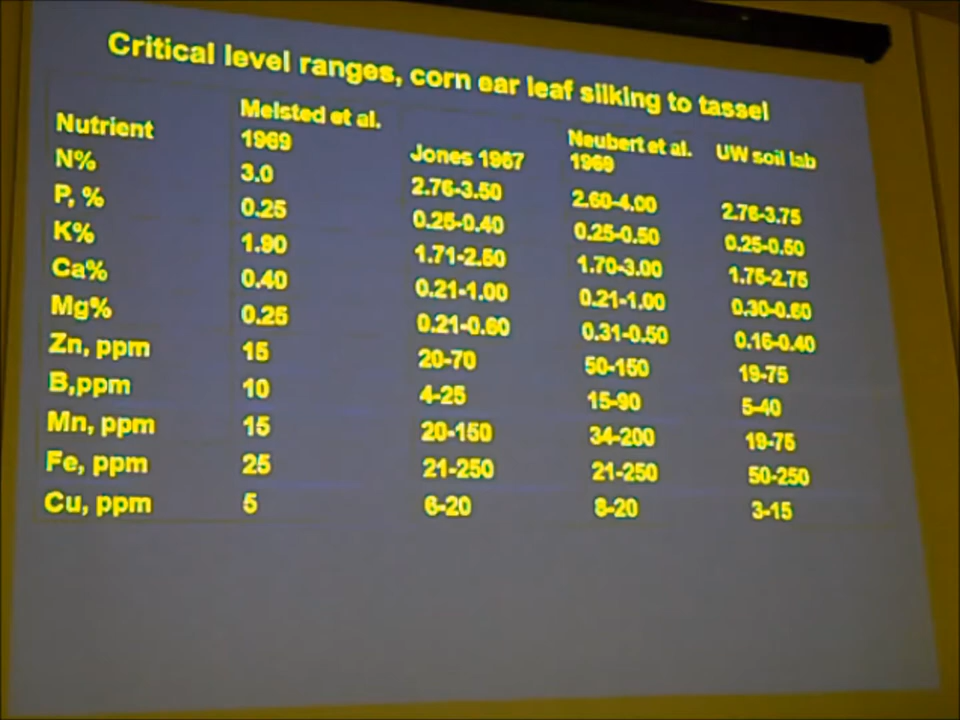 Critical level ranges, corn ear leaf silking to tassel
Nutrient Melsted et al. 1969 Jones 1967 Neubert et al. 1969 UW soil lab
N% 3.0 2.76-3.50 2.60-4.00 2.76-3.75
P, % 0.25 0.25-0.40 0.25-0.50 0.25-0.50
K% 1.90 1.71-2.50 1.70-3.00 1.75-2.75
Ca% 0.40 0.21-1.00 0.21-1.00 0.30-0.60
Mg% 0.25 0.21-0.60 0.31-0.50 0.16-0.40
Zn, ppm 15 20-70 50-150 19-75
B,ppm 10 4-25 15-90 5-40
Mn, ppm 15 20-150 34-200 19-75
Fe, ppm 25 21-250 21-250 50-250
Cu, ppm 5 6-20 8-20 3-15